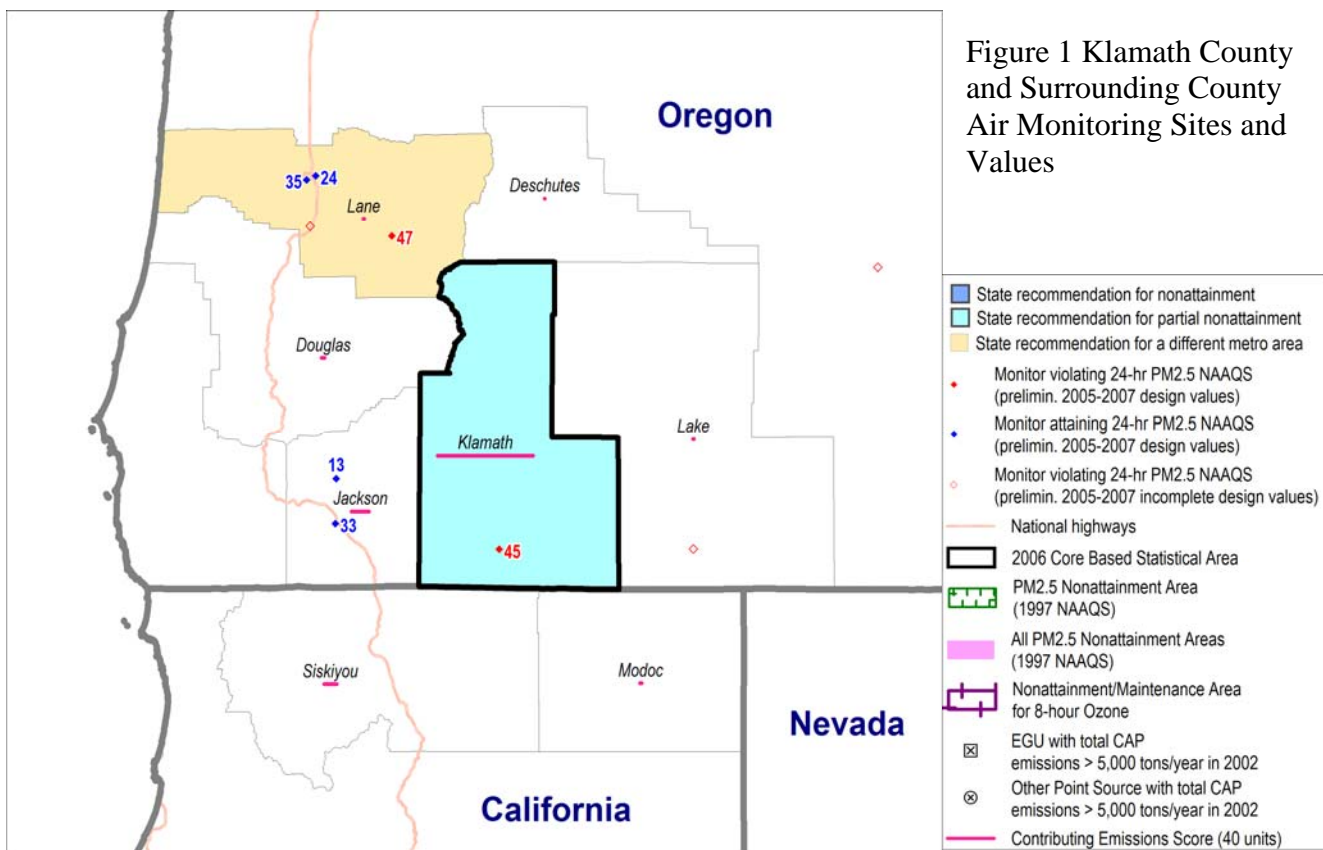 Figure 1 Klamath County
and Surrounding County
Air Monitoring Sites and
Values
Oregon
35
24
Lane
47
Deschutes
Douglas
Klamath
Lake
13
Jackson
33
45
Siskiyou
Modoc
Nevada
California
State recommendation for nonattainment
State recommendation for partial nonattainment
State recommendation for a different metro area
Monitor violating 24-hr PM2.5 NAAQS
(prelimin. 2005-2007 design values)
Monitor attaining 24-hr PM2.5 NAAQS
(prelimin. 2005-2007 design values)
Monitor violating 24-hr PM2.5 NAAQS
(prelimin. 2005-2007 incomplete design values)
National highways
2006 Core Based Statistical Area
PM2.5 Nonattainment Area
(1997 NAAQS)
All PM2.5 Nonattainment Areas
(1997 NAAQS)
Nonattainment/Maintenance Area
for 8-hour Ozone
EGU with total CAP
emissions > 5,000 tons/year in 2002
Other Point Source with total CAP
emissions > 5,000 tons/year in 2002
Contributing Emissions Score (40 units)